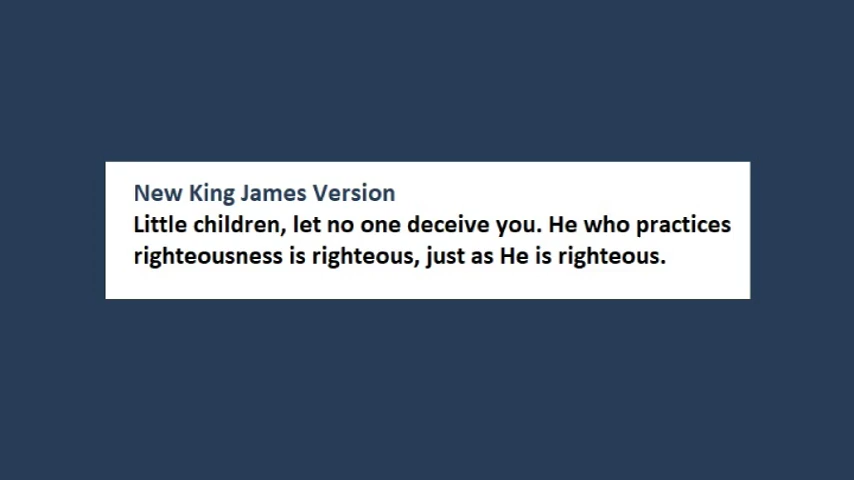 New King James Version
Little children, let no one deceive you. He who practices
righteousness is righteous, just as He is righteous.